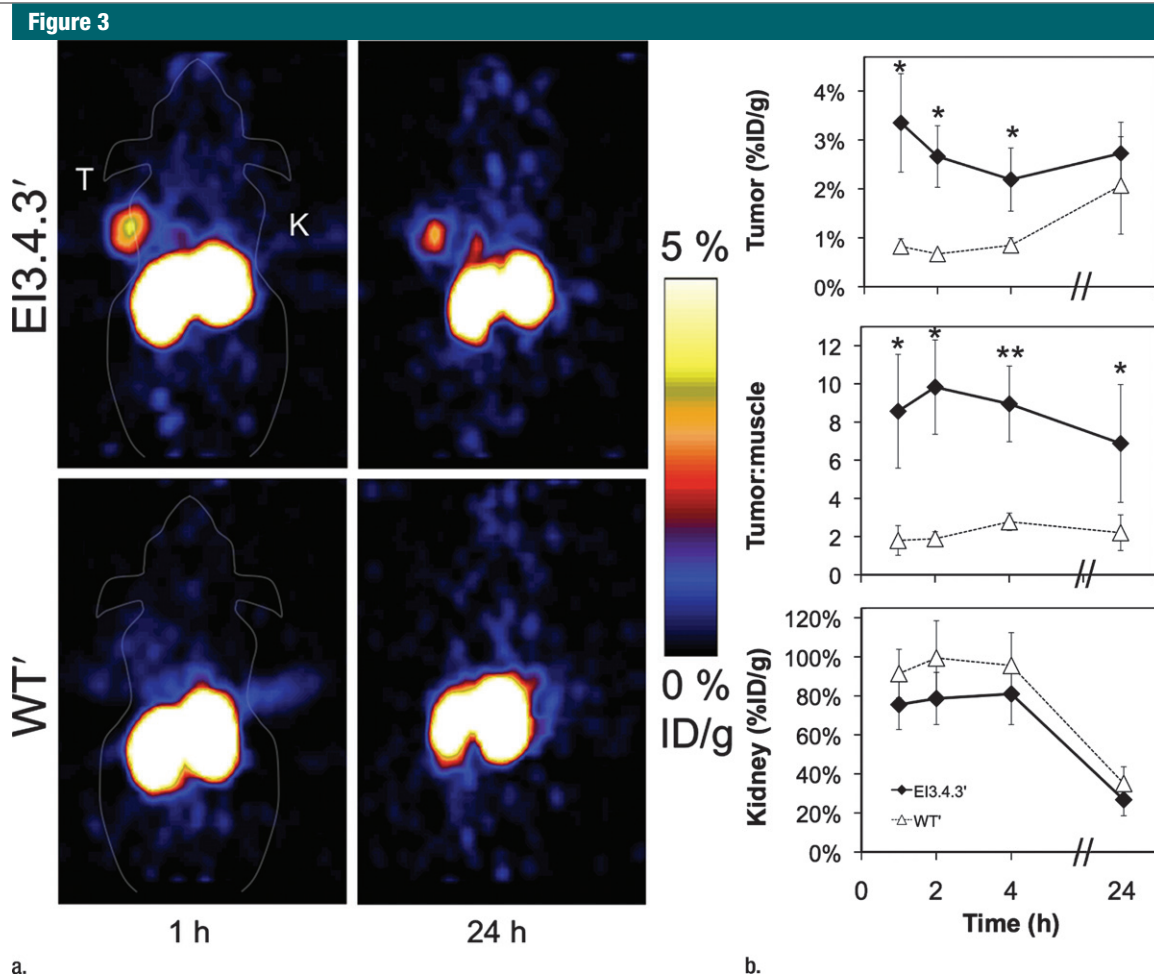 Figure 3
EI3.4.3′
T
K
WT′
1 h
24 h
5 %
0 %
ID/g
a.
Tumor (%ID/g)
4%
3%
2%
1%
0%
*
*
*
//
Tumor:muscle
12
10
8
6
4
2
0
*
*
**
*
//
Kidney (%ID/g)
120%
100%
80%
60%
40%
20%
0%
EI3.4.3'
WT'
//
0 2 4 24
Time (h)
b.